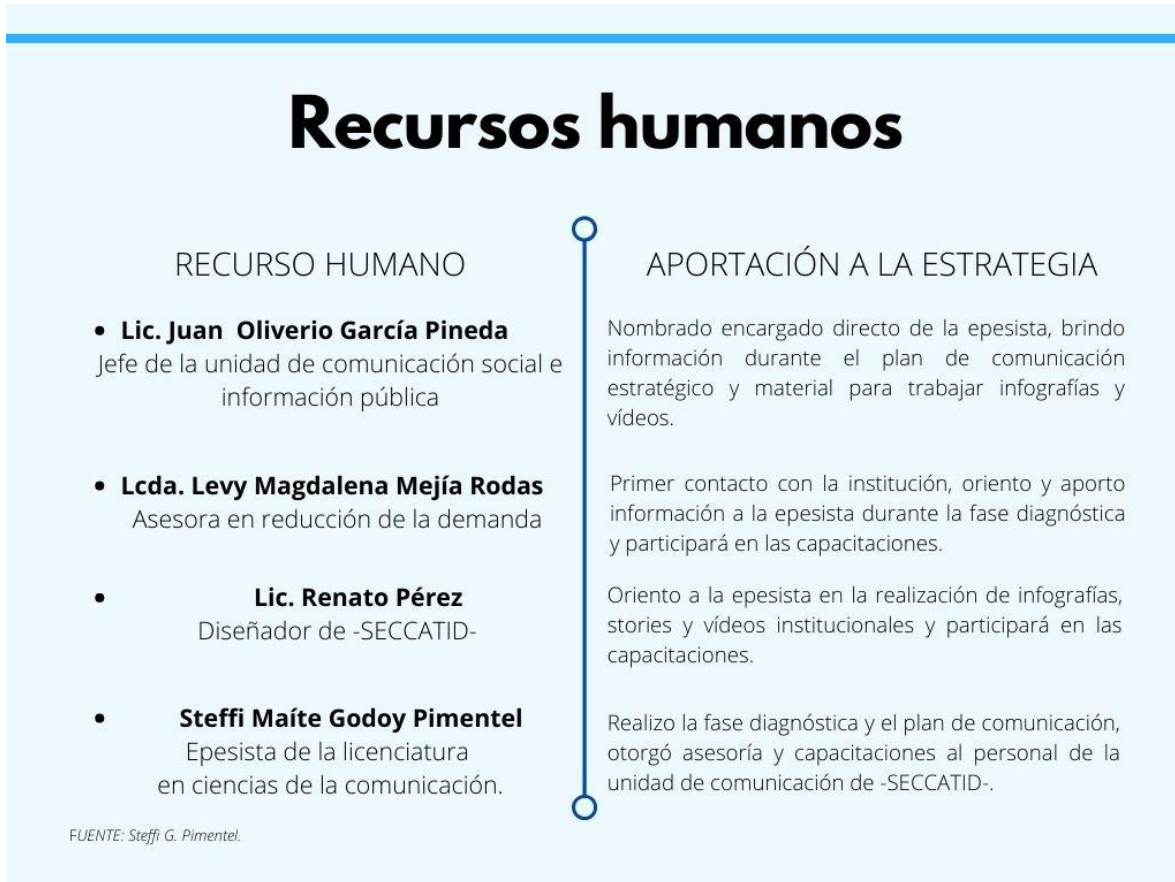 Recursos humanos
RECURSO HUMANO
APORTACIÓN A LA ESTRATEGIA
• Lic. Juan Oliverio García Pineda
Jefe de la unidad de comunicación social e
información pública
Nombrado encargado directo de la epesista, brindo
información durante el plan de comunicación
estratégico y material para trabajar infografías y
vídeos.
• Lcda. Levy Magdalena Mejía Rodas
Asesora en reducción de la demanda
Primer contacto con la institución, oriento y aporto
información a la epesista durante la fase diagnóstica
y participará en las capacitaciones.
• Lic. Renato Pérez
Diseñador de -SECCATID-
Oriento a la epesista en la realización de infografías,
stories y vídeos institucionales y participará en las
capacitaciones.
• Steffi Maíte Godoy Pimentel
Epesista de la licenciatura
en ciencias de la comunicación.
Realizo la fase diagnóstica y el plan de comunicación,
otorgó asesoría y capacitaciones al personal de la
unidad de comunicación de -SECCATID-.
FUENTE: Steffi G. Pimentel.